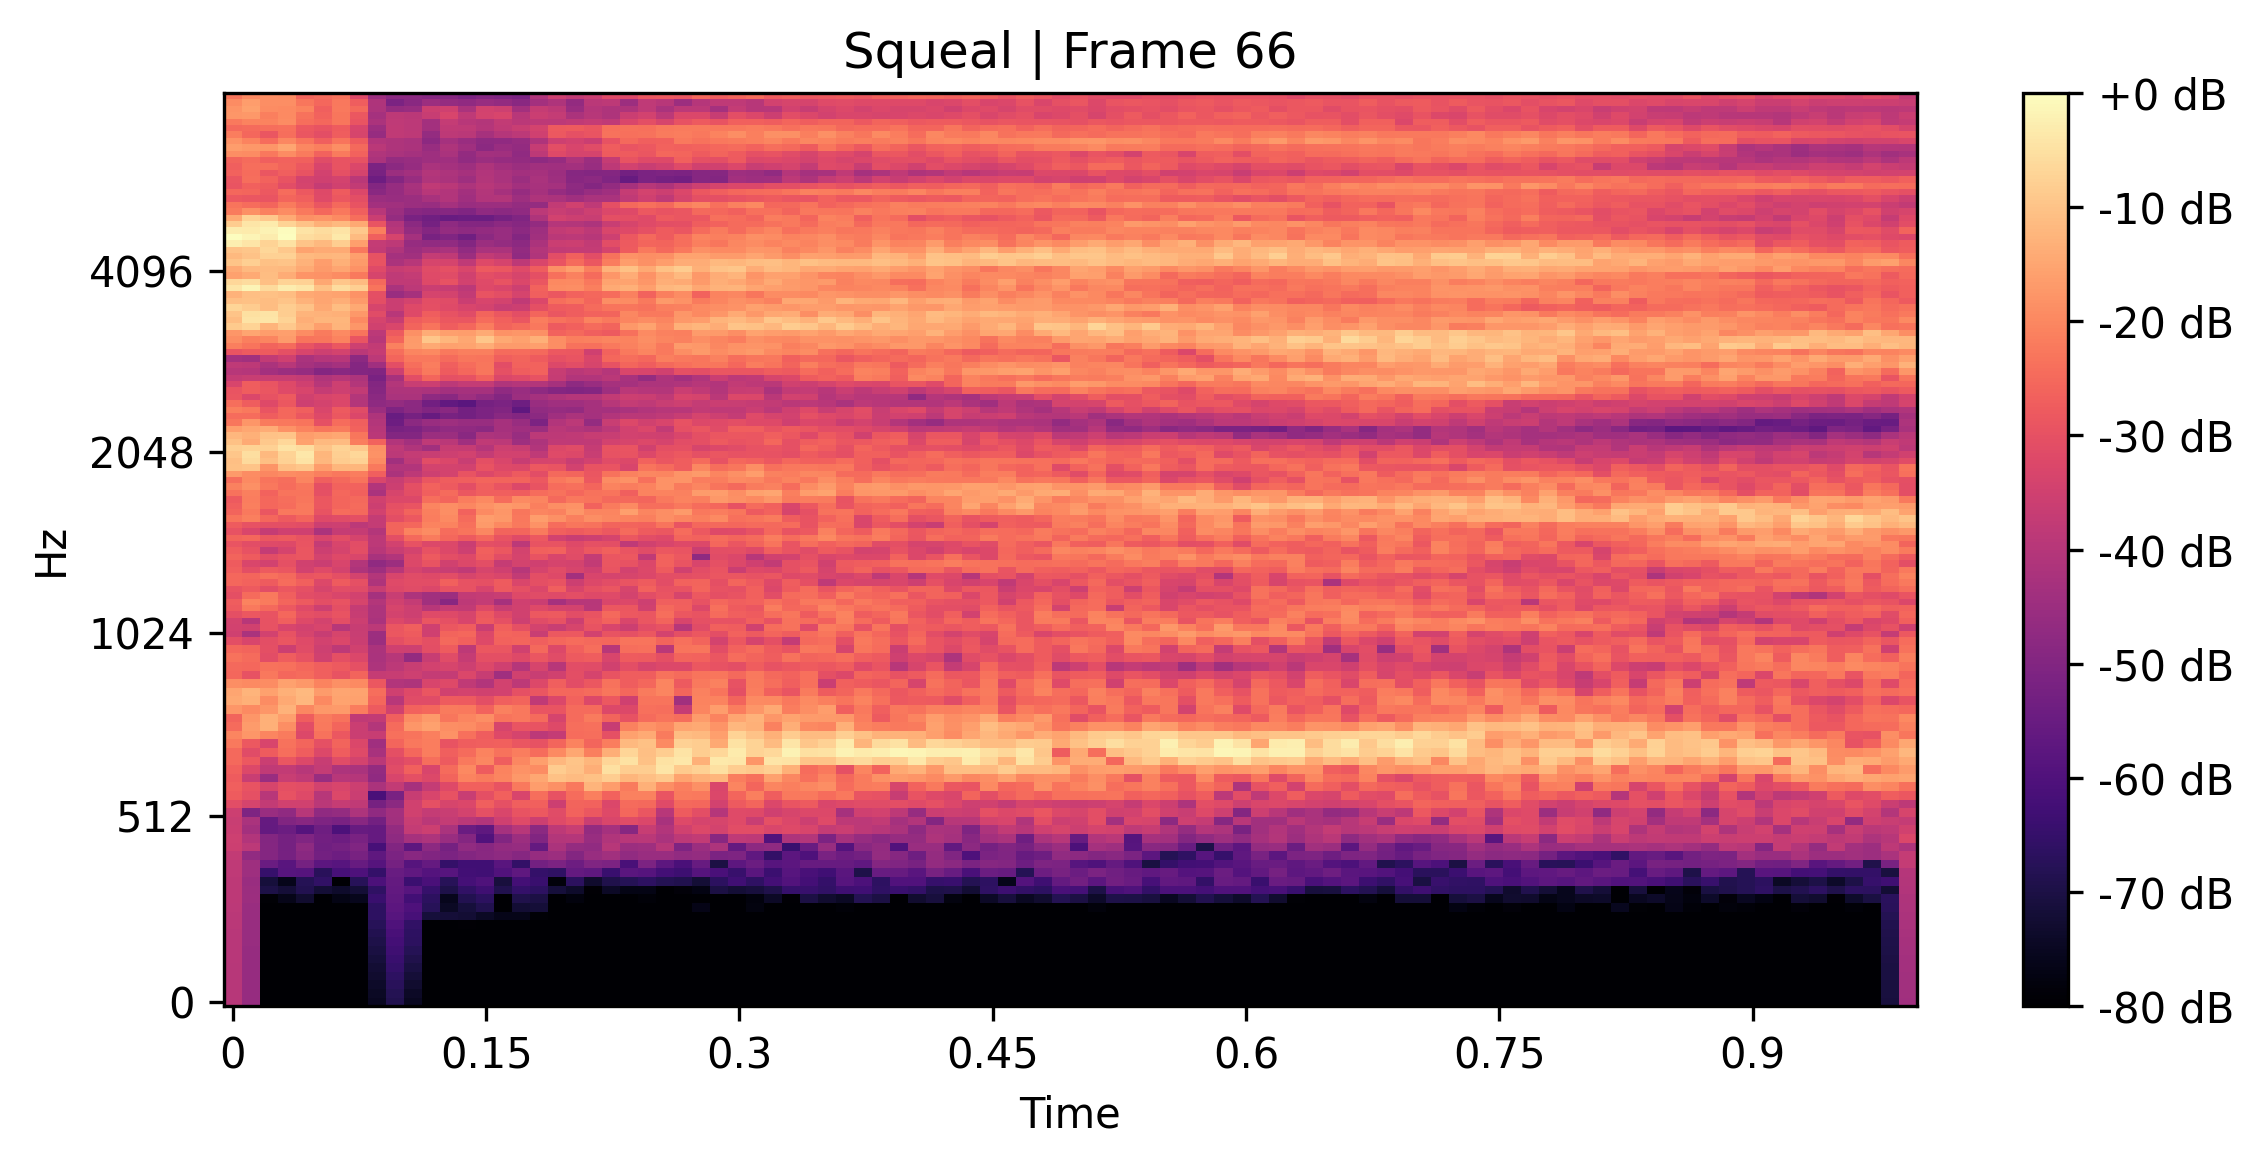 Squeal | Frame 66
+0 dB
-10 dB
-20 dB
-30 dB
-40 dB
-50 dB
-60 dB
-70 dB
-80 dB
Hz
4096
2048
1024
512
0
0 0.15 0.3 0.45 0.6 0.75 0.9
Time